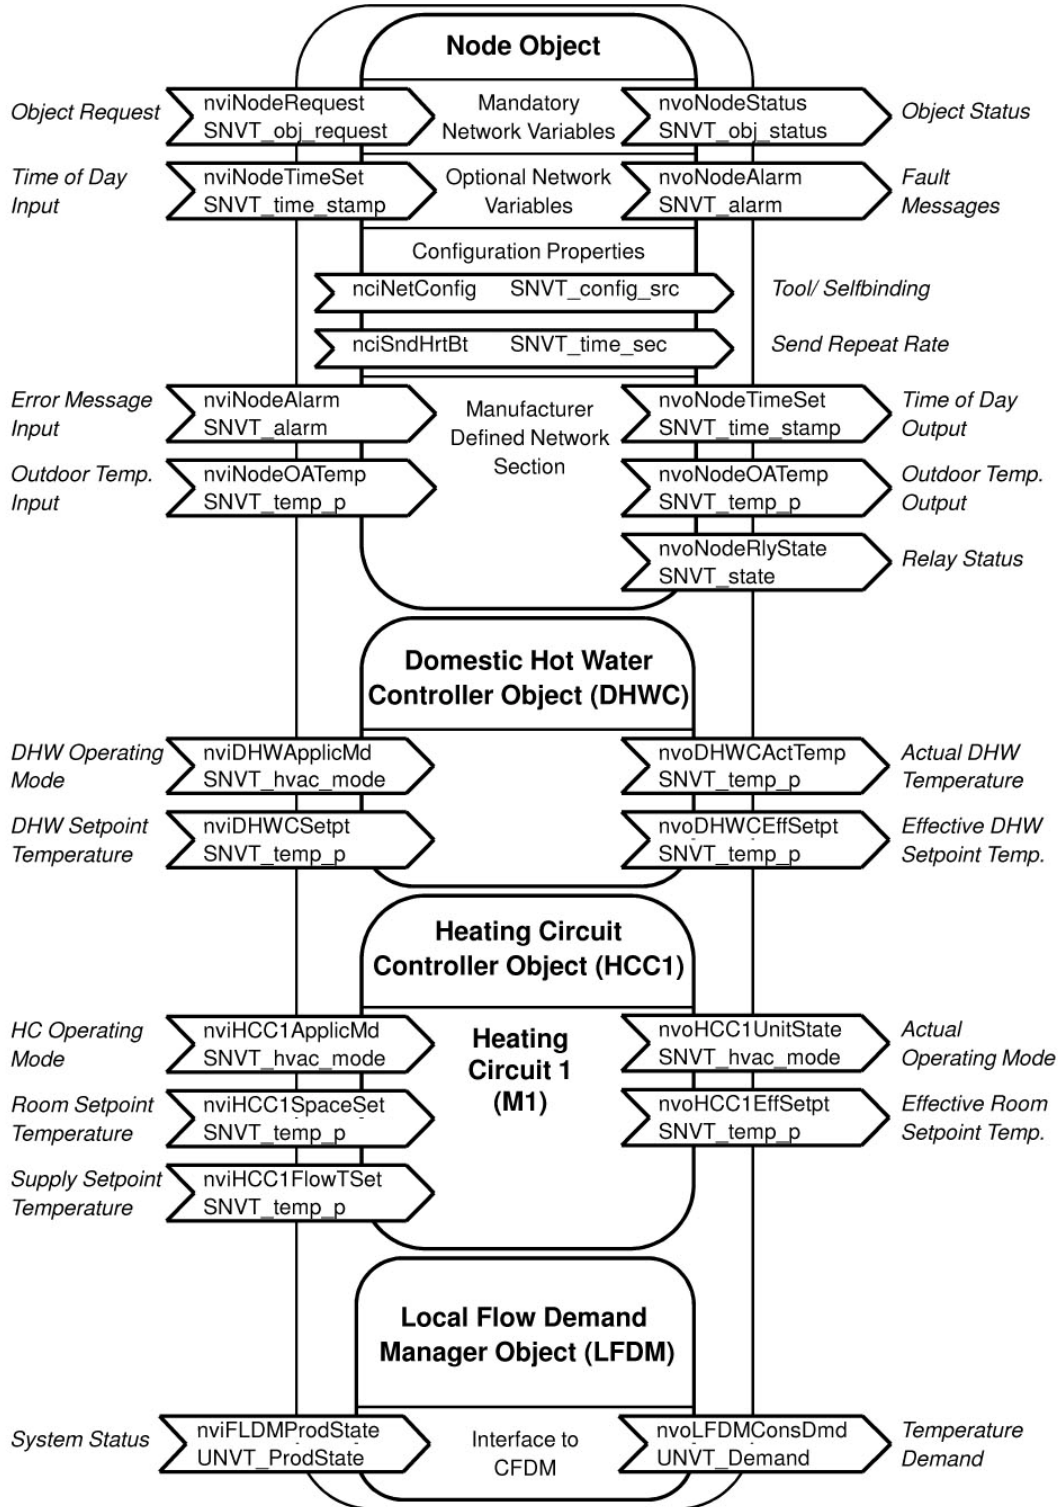 Node Object
Object Request
nviNodeRequest
SNVT_obj_request
Mandatory
Network Variables
nvoNodeStatus
SNVT_obj_status
Object Status
Time of Day
Input
nviNodeTimeSet
SNVT_time_stamp
Optional Network
Variables
nvoNodeAlarm
SNVT_alarm
Fault
Messages
Configuration Properties
nciNetConfig SNVT_config_src
Tool/ Selfbinding
nciSndHrtBt SNVT_time_sec
Send Repeat Rate
Error Message
Input
nviNodeAlarm
SNVT_alarm
Manufacturer
Defined Network
Section
nvoNodeTimeSet
SNVT_time_stamp
Time of Day
Output
Outdoor Temp.
Input
nviNodeOATemp
SNVT_temp_p
nvoNodeOATemp
SNVT_temp_p
Outdoor Temp.
Output
nvoNodeRlyState
SNVT_state
Relay Status
Domestic Hot Water
Controller Object (DHWC)
DHW Operating
Mode
nviDHWApplicMd
SNVT_hvac_mode
nvoDHWCActTemp
SNVT_temp_p
Actual DHW
Temperature
DHW Setpoint
Temperature
nviDHWCSetpt
SNVT_temp_p
nvoDHWCEffSetpt
SNVT_temp_p
Effective DHW
Setpoint Temp.
Heating Circuit
Controller Object (HCC1)
HC Operating
Mode
nviHCC1ApplicMd
SNVT_hvac_mode
Heating
Circuit 1
(M1)
nvoHCC1UnitState
SNVT_hvac_mode
Actual
Operating Mode
Room Setpoint
Temperature
nviHCC1SpaceSet
SNVT_temp_p
nvoHCC1EffSetpt
SNVT_temp_p
Effective Room
Setpoint Temp.
Supply Setpoint
Temperature
nviHCC1FlowTSet
SNVT_temp_p
Local Flow Demand
Manager Object (LFDM)
System Status
nviFLDMProdState
UNVT_ProdState
Interface to
CFDM
nvoLFDMConsDmd
UNVT_Demand
Temperature
Demand